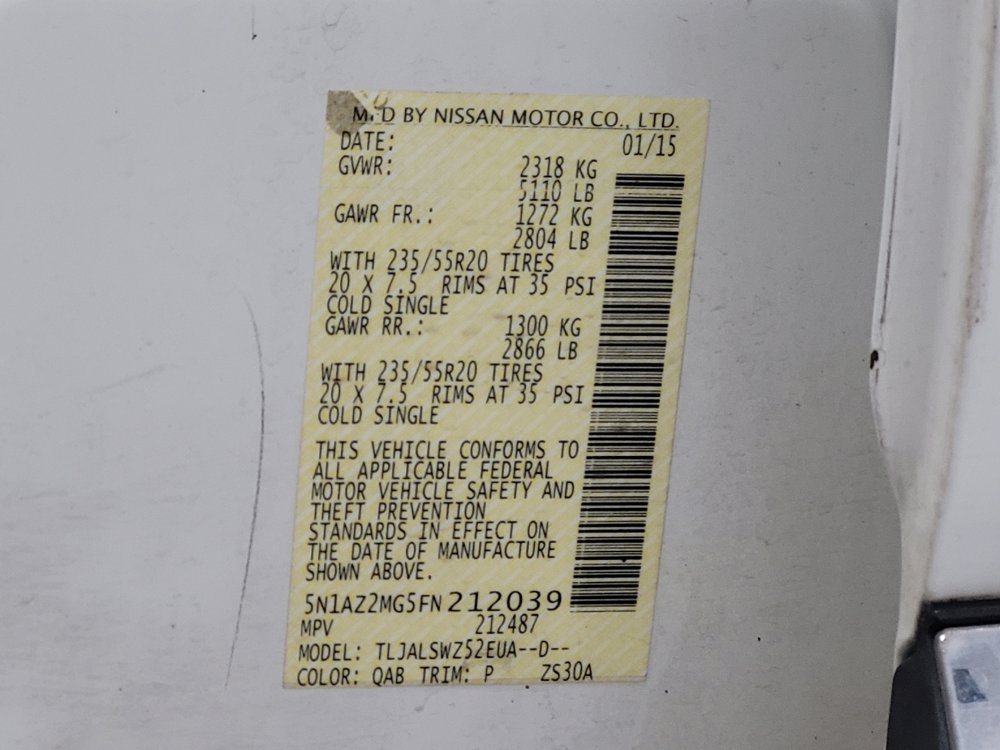 MFD BY NISSAN MOTOR CO., LTD.
DATE: 01/15
GVWR: 2318 KG
5110 LB
GAWR FR.: 1272 KG
2804 LB
WITH 235/55R20 TIRES
20 X 7.5 RIMS AT 35 PSI
COLD SINGLE
GAWR RR.: 1300 KG
2866 LB
WITH 235/55R20 TIRES
20 X 7.5 RIMS AT 35 PSI
COLD SINGLE
THIS VEHICLE CONFORMS TO
ALL APPLICABLE FEDERAL
MOTOR VEHICLE SAFETY AND
THEFT PREVENTION
STANDARDS IN EFFECT ON
THE DATE OF MANUFACTURE
SHOWN ABOVE.
5N1AZ2MG5FN212039
MPV 212487
MODEL: TLJALSWZ52EUA--D--
COLOR: QAB TRIM: P ZS30A